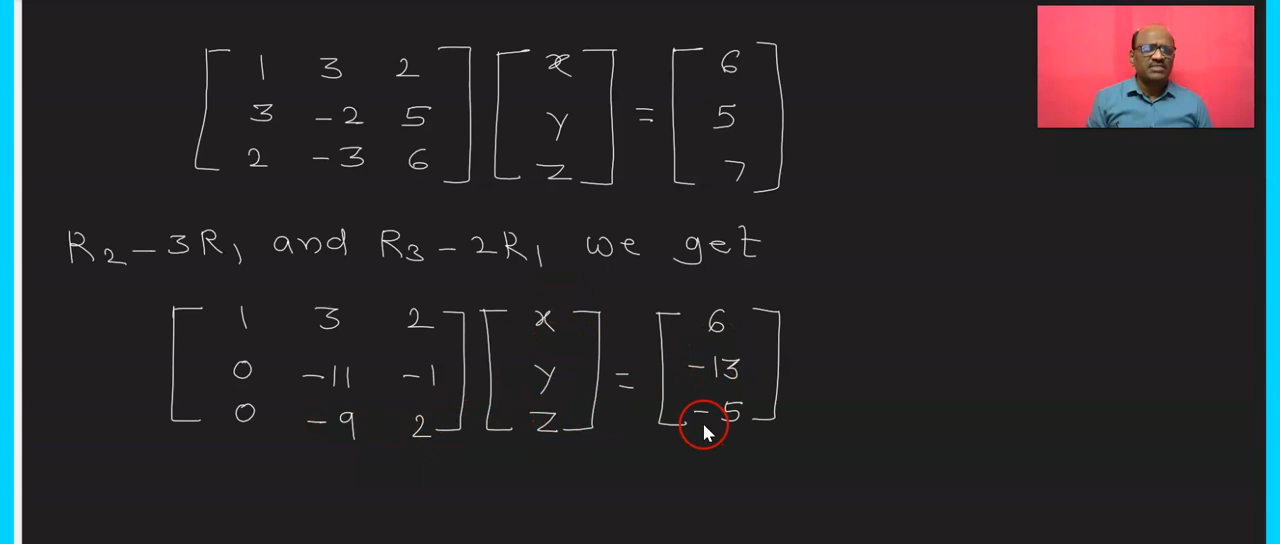 [1 3 2] [x] = [6]
[3 -2 5] [y] = [5]
[2 -3 6] [z] = [7]
R₂-3R₁ and R₃-2R₁ we get
[1 3 2] [x] = [6]
[0 -11 -1] [y] = [-13]
[0 -9 2] [z] = [-5]